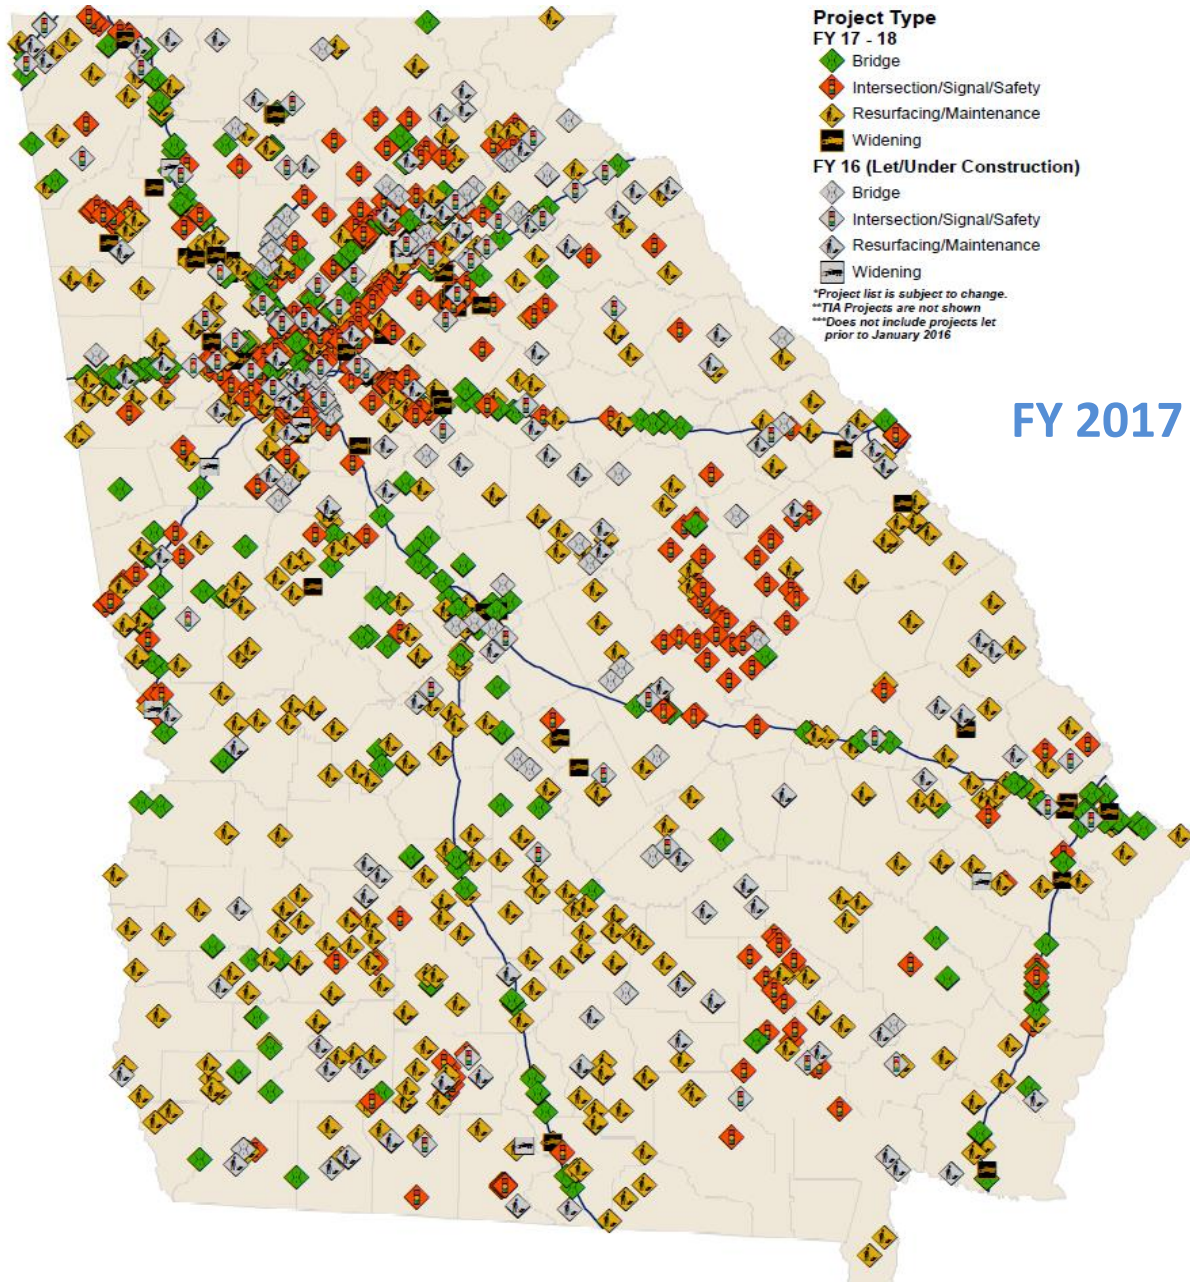 Project Type
FY 17 - 18
Bridge
Intersection/Signal/Safety
Resurfacing/Maintenance
Widening
FY 16 (Let/Under Construction)
Bridge
Intersection/Signal/Safety
Resurfacing/Maintenance
Widening
*Project list is subject to change.
**TIA Projects are not shown
***Does not include projects let
prior to January 2016
FY 2017